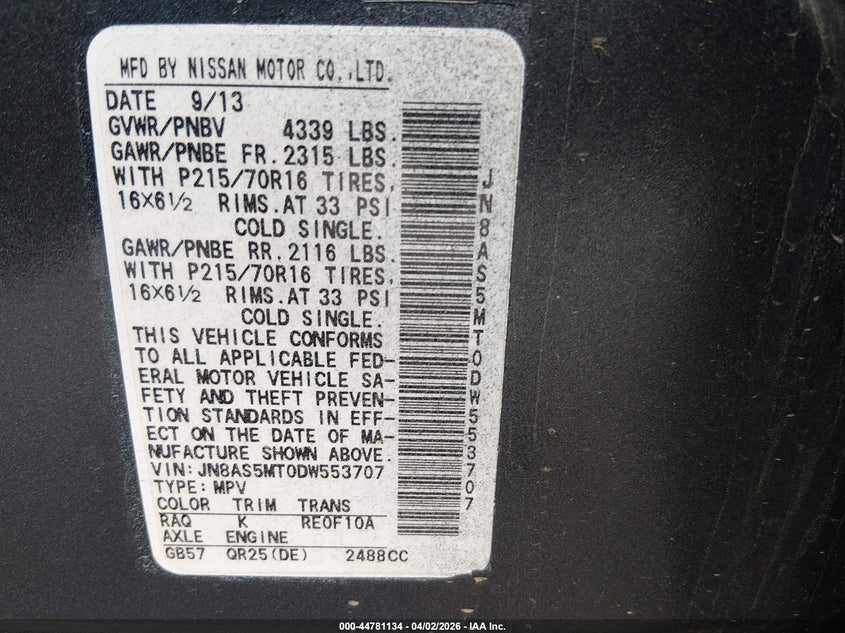 MFD BY NISSAN MOTOR CO.,LTD.
DATE 9/13
GVWR/PNBV 4339 LBS.
GAWR/PNBE FR.2315 LBS.
WITH P215/70R16 TIRES,
16X6½ RIMS.AT 33 PSI
COLD SINGLE.
GAWR/PNBE RR.2116 LBS.
WITH P215/70R16 TIRES,
16X6½ RIMS.AT 33 PSI
COLD SINGLE.
THIS VEHICLE CONFORMS
TO ALL APPLICABLE FED-
ERAL MOTOR VEHICLE SA-
FETY AND THEFT PREVEN-
TION STANDARDS IN EFF-
ECT ON THE DATE OF MA-
NUFACTURE SHOWN ABOVE.
VIN:JN8AS5MT0DW553707
TYPE:MPV
COLOR TRIM TRANS
RAQ K RE0F10A
AXLE ENGINE
GB57 QR25(DE) 2488CC
JN8AS5MT0DW553707
000-44781134 - 04/02/2026 - IAA Inc.